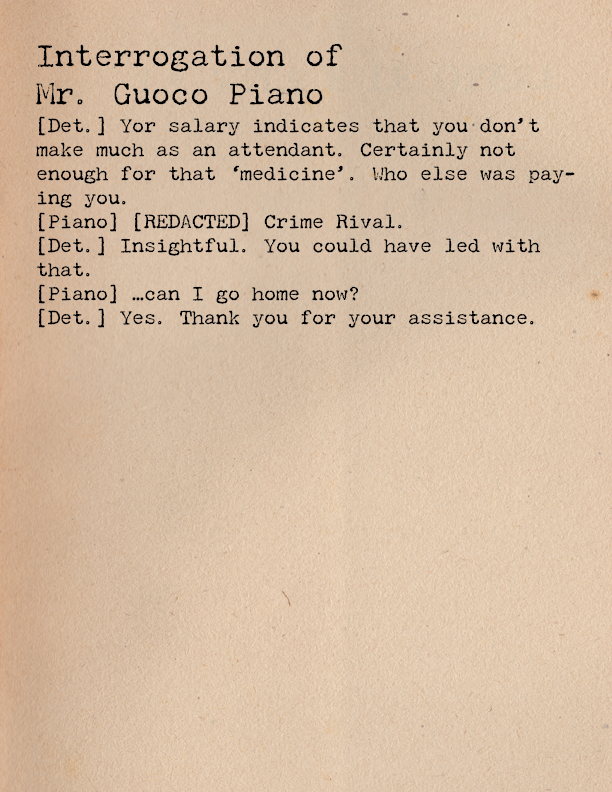 Interrogation of
Mr. Guoco Piano
[Det.] Yor salary indicates that you don't
make much as an attendant. Certainly not
enough for that ‘medicine’. Who else was pay-
ing you.
[Piano] [REDACTED] Crime Rival.
[Det.] Insightful. You could have led with
that.
[Piano] …can I go home now?
[Det.] Yes. Thank you for your assistance.